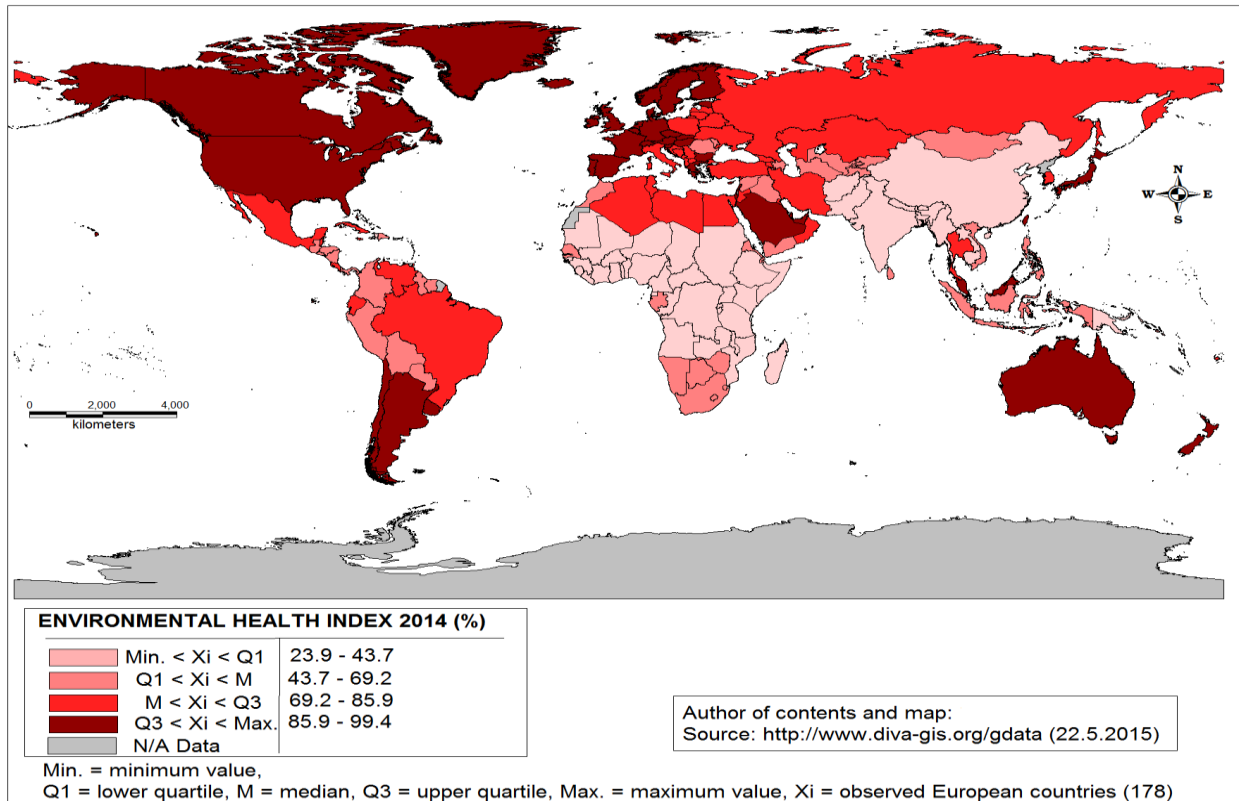 N
W E
S
0 2,000 4,000
kilometers
ENVIRONMENTAL HEALTH INDEX 2014 (%)
Min. < Xi < Q1 23.9 - 43.7
Q1 < Xi < M 43.7 - 69.2
M < Xi < Q3 69.2 - 85.9
Q3 < Xi < Max. 85.9 - 99.4
N/A Data
Author of contents and map:
Source: http://www.diva-gis.org/gdata (22.5.2015)
Min. = minimum value,
Q1 = lower quartile, M = median, Q3 = upper quartile, Max. = maximum value, Xi = observed European countries (178)